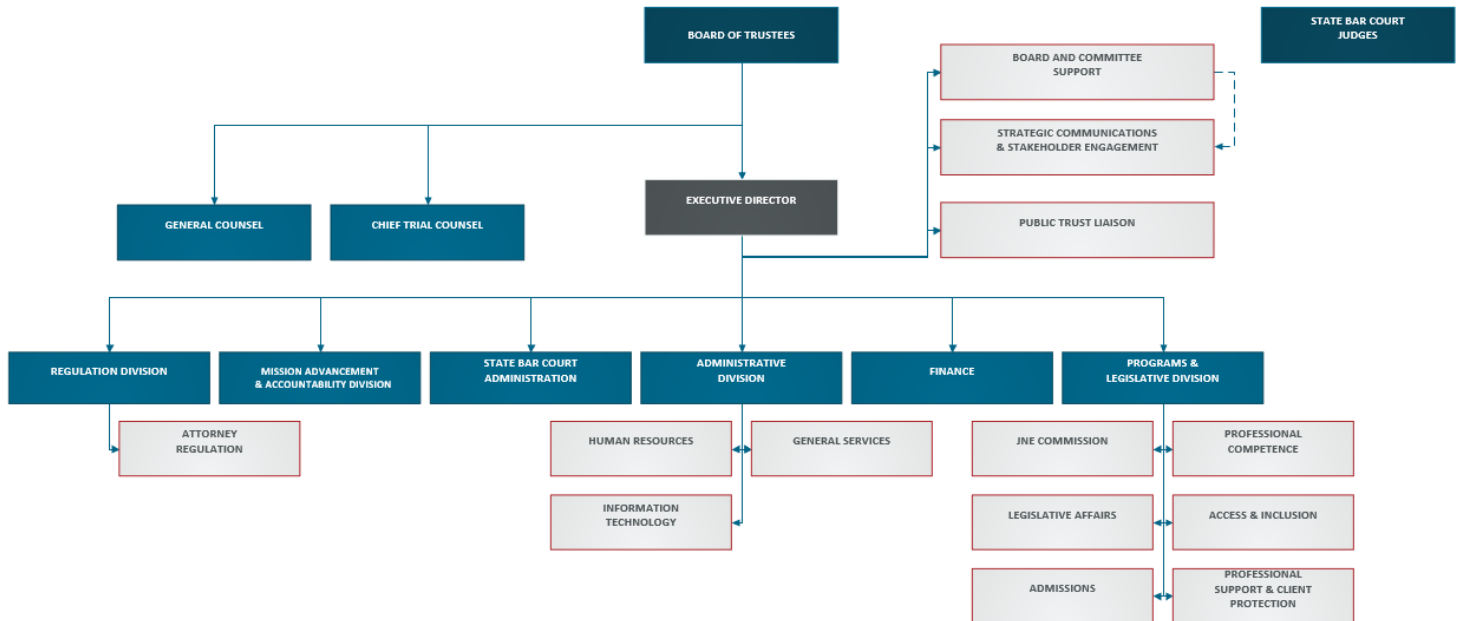 BOARD OF TRUSTEES
STATE BAR COURT
JUDGES
BOARD AND COMMITTEE
SUPPORT
STRATEGIC COMMUNICATIONS
& STAKEHOLDER ENGAGEMENT
EXECUTIVE DIRECTOR
GENERAL COUNSEL
CHIEF TRIAL COUNSEL
PUBLIC TRUST LIAISON
REGULATION DIVISION
MISSION ADVANCEMENT
& ACCOUNTABILITY DIVISION
STATE BAR COURT
ADMINISTRATION
ADMINISTRATIVE
DIVISION
FINANCE
PROGRAMS &
LEGISLATIVE DIVISION
ATTORNEY
REGULATION
HUMAN RESOURCES
GENERAL SERVICES
JNE COMMISSION
PROFESSIONAL
COMPETENCE
INFORMATION
TECHNOLOGY
LEGISLATIVE AFFAIRS
ACCESS & INCLUSION
ADMISSIONS
PROFESSIONAL
SUPPORT & CLIENT
PROTECTION